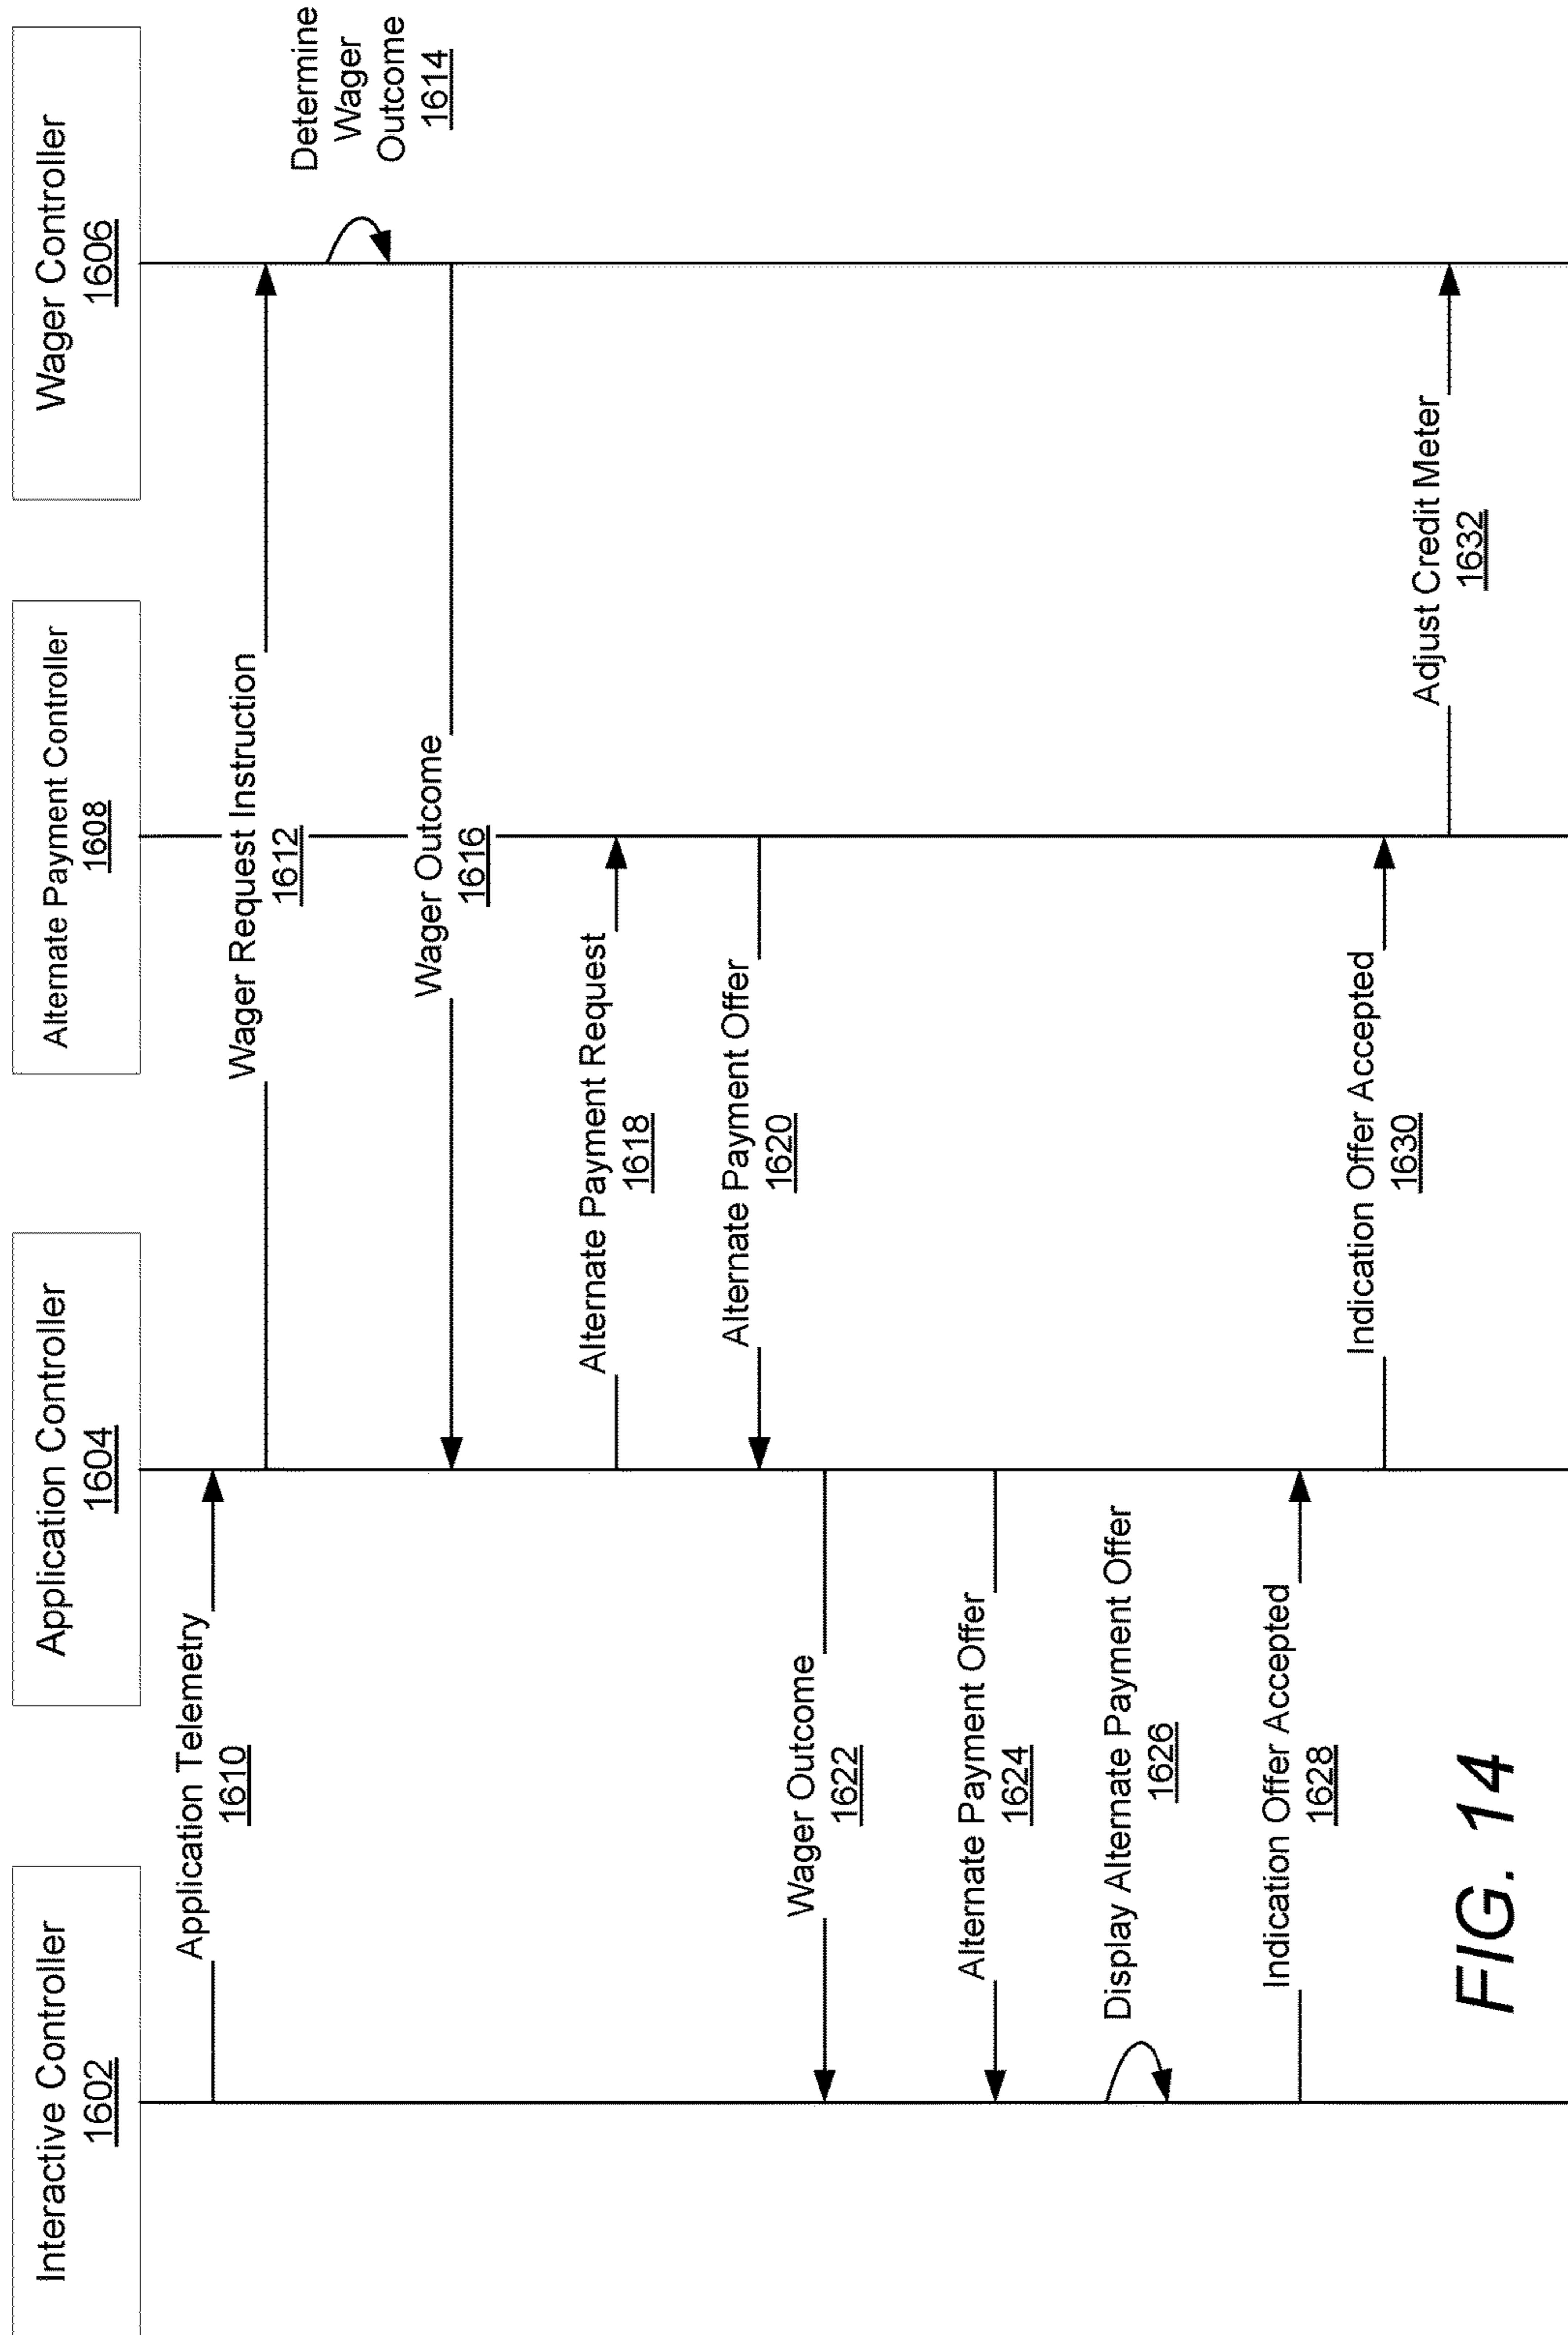 Interactive Controller
1602
Application Controller
1604
Alternate Payment Controller
1608
Wager Controller
1606
Application Telemetry
1610
Wager Request Instruction
1612
Determine
Wager
Outcome
1614
Wager Outcome
1616
Alternate Payment Request
1618
Alternate Payment Offer
1620
Wager Outcome
1622
Alternate Payment Offer
1624
Display Alternate Payment Offer
1626
Indication Offer Accepted
1628
Indication Offer Accepted
1630
Adjust Credit Meter
1632
FIG. 14